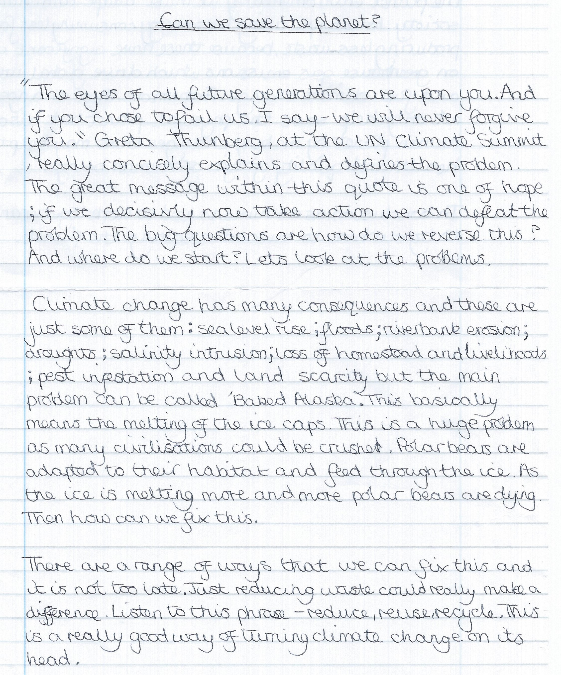 Can we save the planet?
"The eyes of all future generations are upon you. And
if you chose to fail us, I say - we will never forgive
you." Greta Thunberg, at the UN Climate Summit
, really concisely explains and defines the problem.
The great message within this quote is one of hope
; if we decisivly now take action we can defeat the
problem. The big questions are how do we reverse this?
And where do we start? Lets look at the problems.
Climate change has many consequences and these are
just some of them: sea level rise; floods; riverbank erosion;
droughts; salinity intrusion; loss of homestead and livelihoods
; pest infestation and land scarcity but the main
problem can be called 'Baked Alaska. This basically
means the melting of the ice caps. This is a huge problem
as many civilisations could be crushed. Polar bears are
adapted to their habitat and feed through the ice. As
the ice is melting more and more polar bears are dying.
Then how can we fix this.
There are a range of ways that we can fix this and
it is not too late. Just reducing waste could really make a
difference. Listen to this phrase - reduce, reuse, recycle. This
is a really good way of turning climate change on its
head.